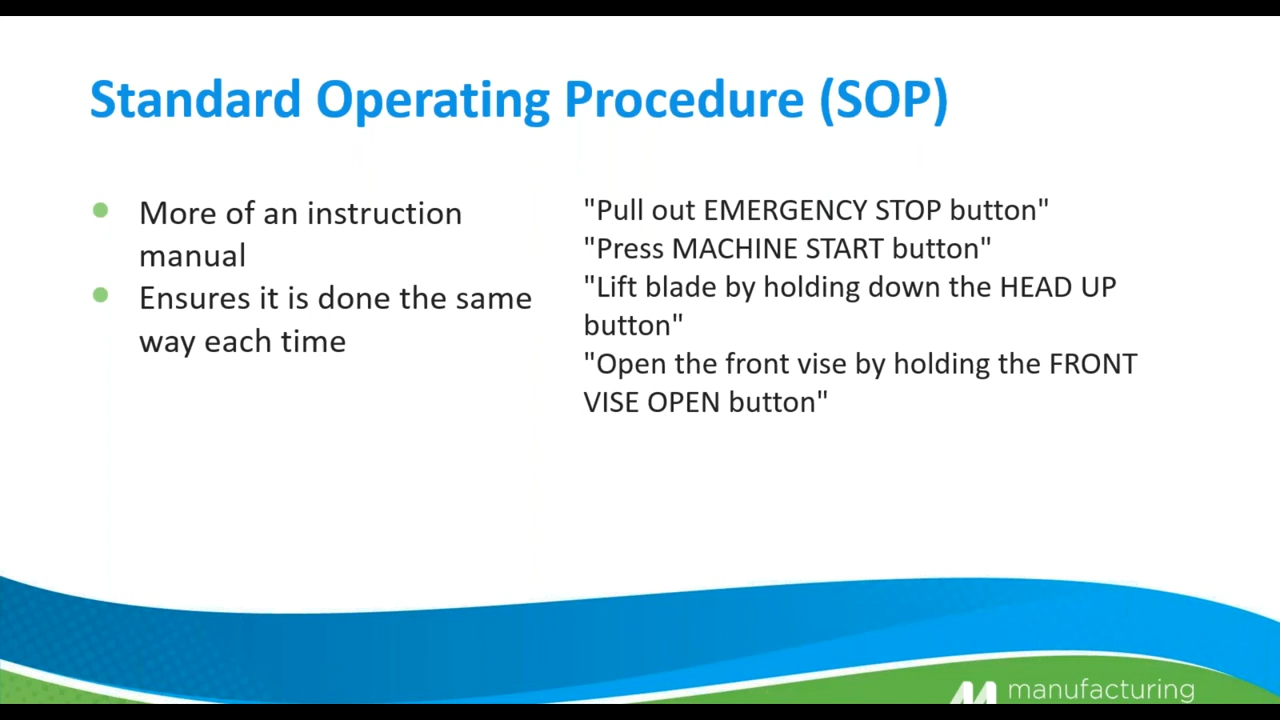 Standard Operating Procedure (SOP)
More of an instruction
manual
Ensures it is done the same
way each time
"Pull out EMERGENCY STOP button"
"Press MACHINE START button"
"Lift blade by holding down the HEAD UP
button"
"Open the front vise by holding the FRONT
VISE OPEN button"
manufacturing